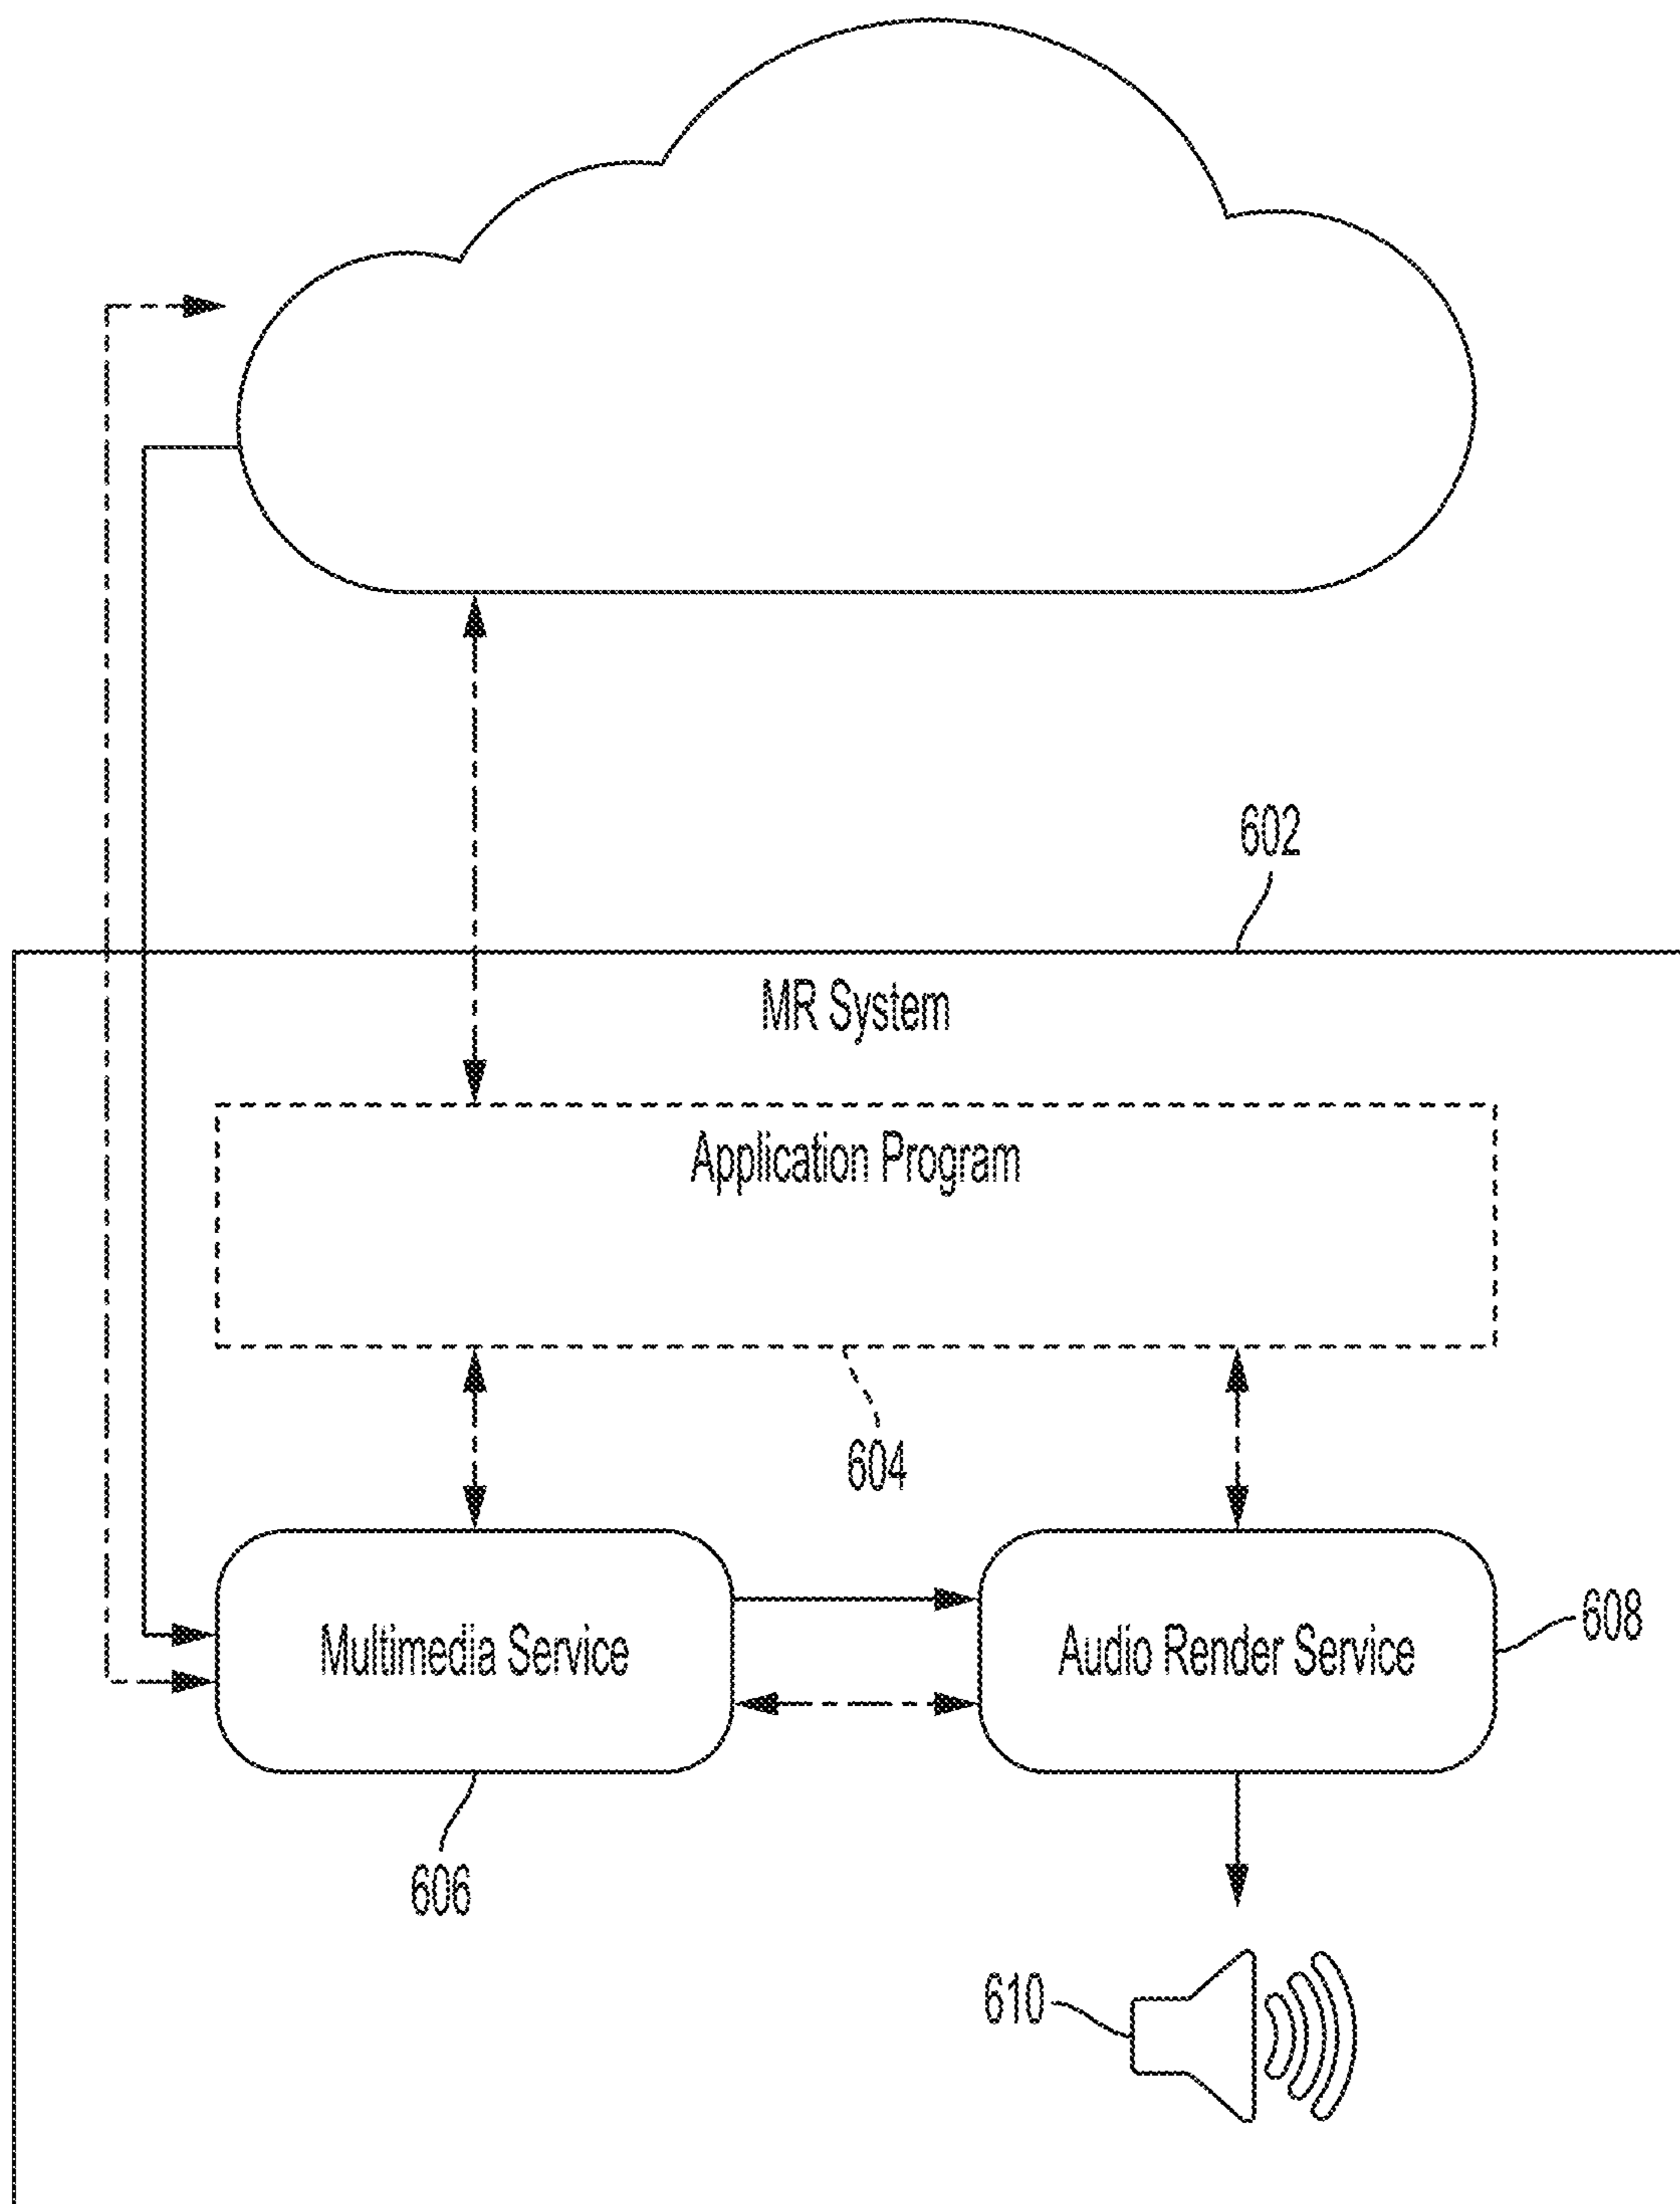 602
MR System
Application Program
604
Multimedia Service
Audio Render Service
608
606
610